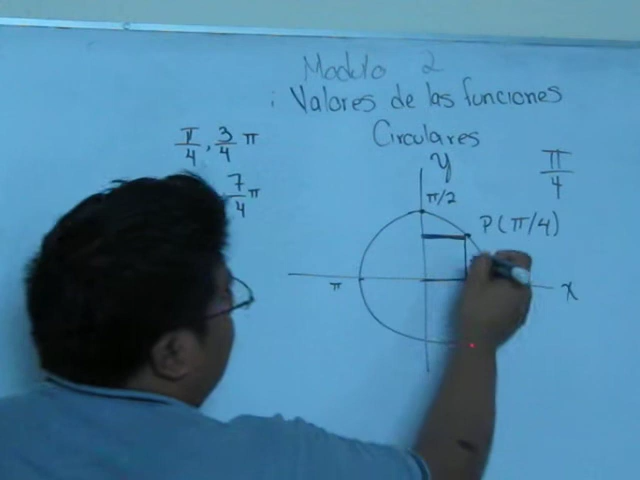 Modulo 2
: Valores de las funciones
Circulares
π/4, 3/4 π
7/4 π
π/4
y
π/2
P(π/4)
π
x